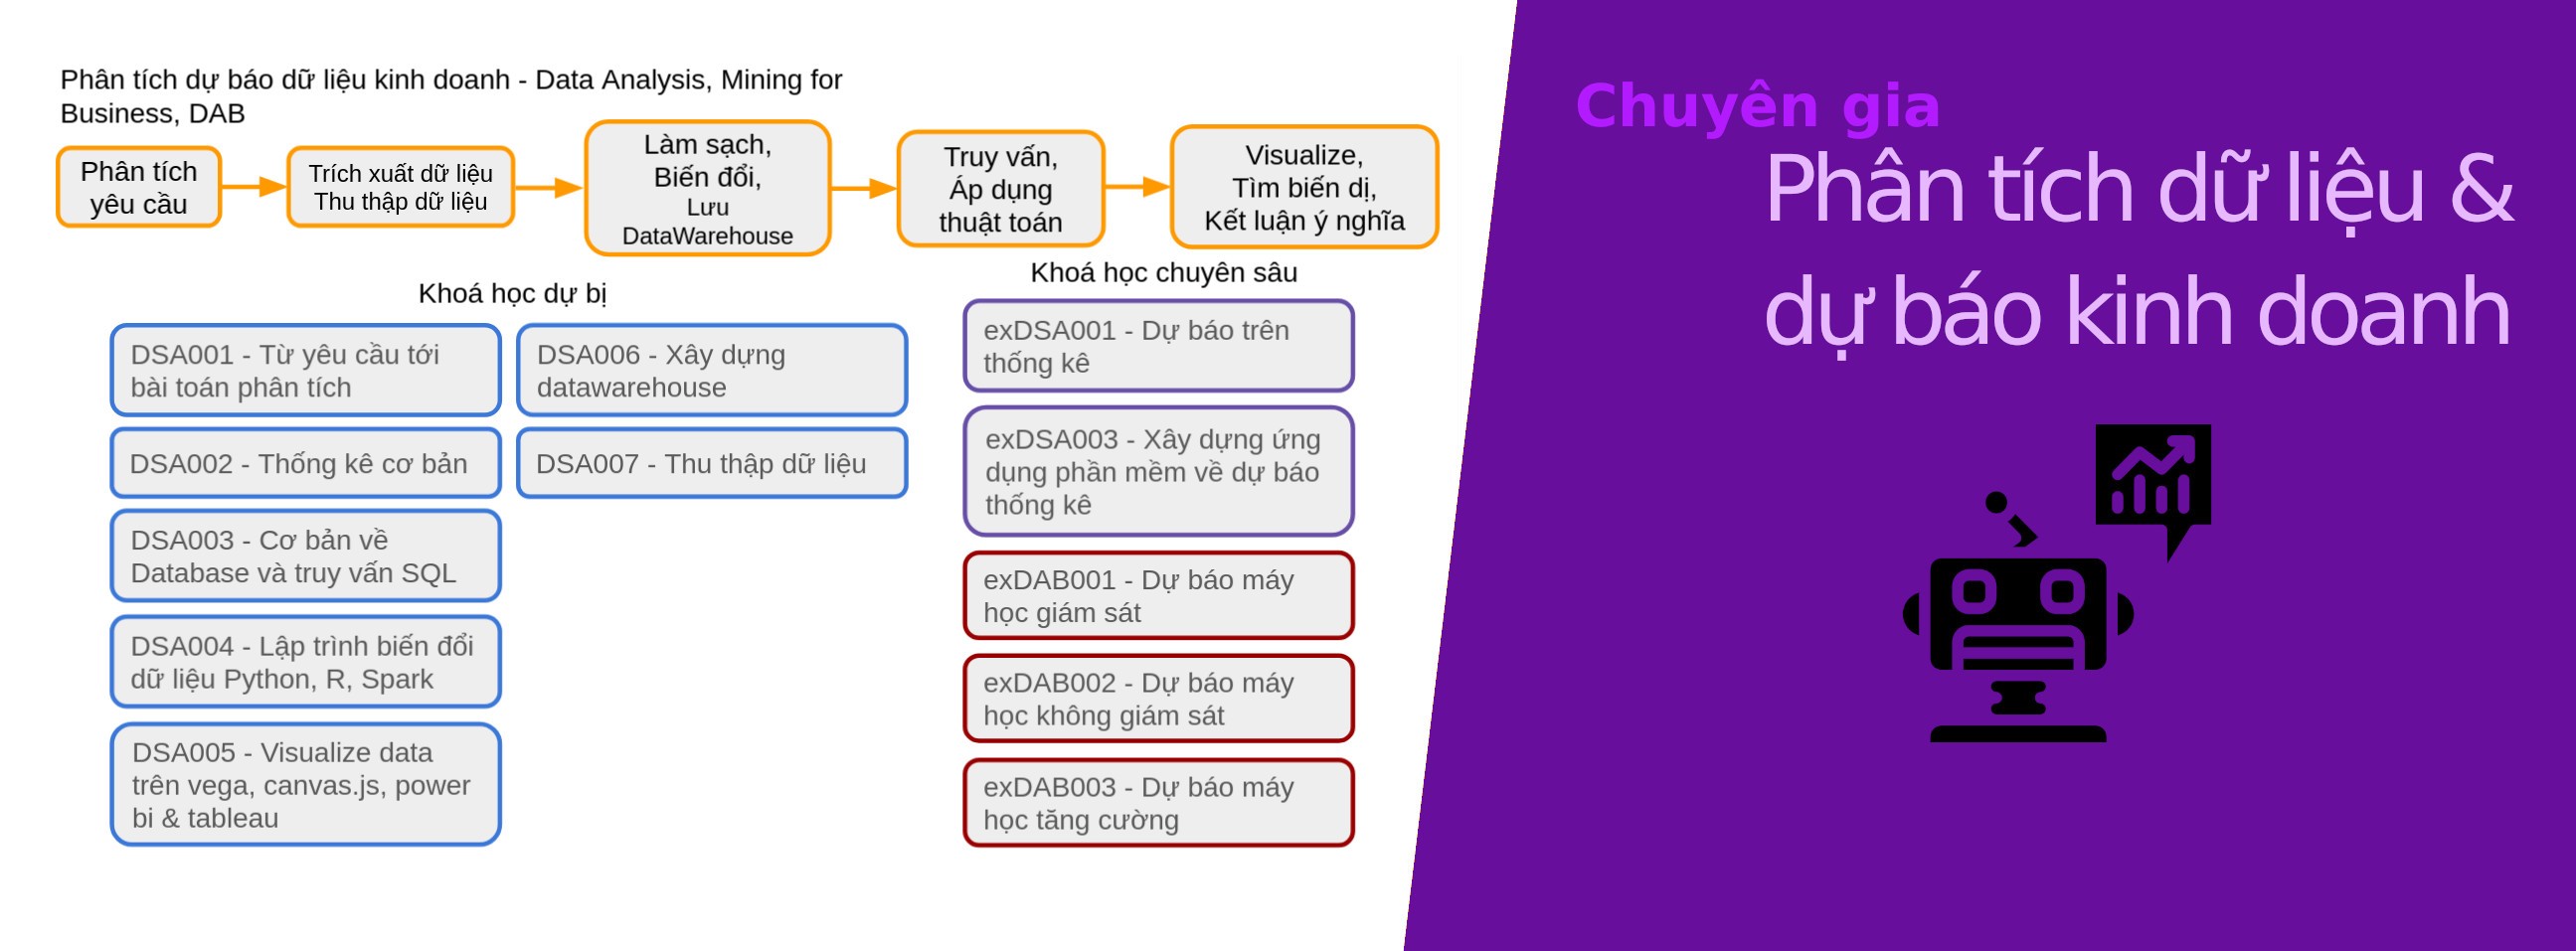 Phân tích dự báo dữ liệu kinh doanh - Data Analysis, Mining for
Business, DAB
Phân tích
yêu cầu
Trích xuất dữ liệu
Thu thập dữ liệu
Làm sạch,
Biến đổi,
Lưu
DataWarehouse
Truy vấn,
Áp dụng
thuật toán
Visualize,
Tìm biến dị,
Kết luận ý nghĩa
Khoá học dự bị
DSA001 - Từ yêu cầu tới
bài toán phân tích
DSA002 - Thống kê cơ bản
DSA003 - Cơ bản về
Database và truy vấn SQL
DSA004 - Lập trình biến đổi
dữ liệu Python, R, Spark
DSA005 - Visualize data
trên vega, canvas.js, power
bi & tableau
DSA006 - Xây dựng
datawarehouse
DSA007 - Thu thập dữ liệu
Khoá học chuyên sâu
exDSA001 - Dự báo trên
thống kê
exDSA003 - Xây dựng ứng
dụng phần mềm về dự báo
thống kê
exDAB001 - Dự báo máy
học giám sát
exDAB002 - Dự báo máy
học không giám sát
exDAB003 - Dự báo máy
học tăng cường
Chuyên gia
Phân tích dữ liệu &
dự báo kinh doanh